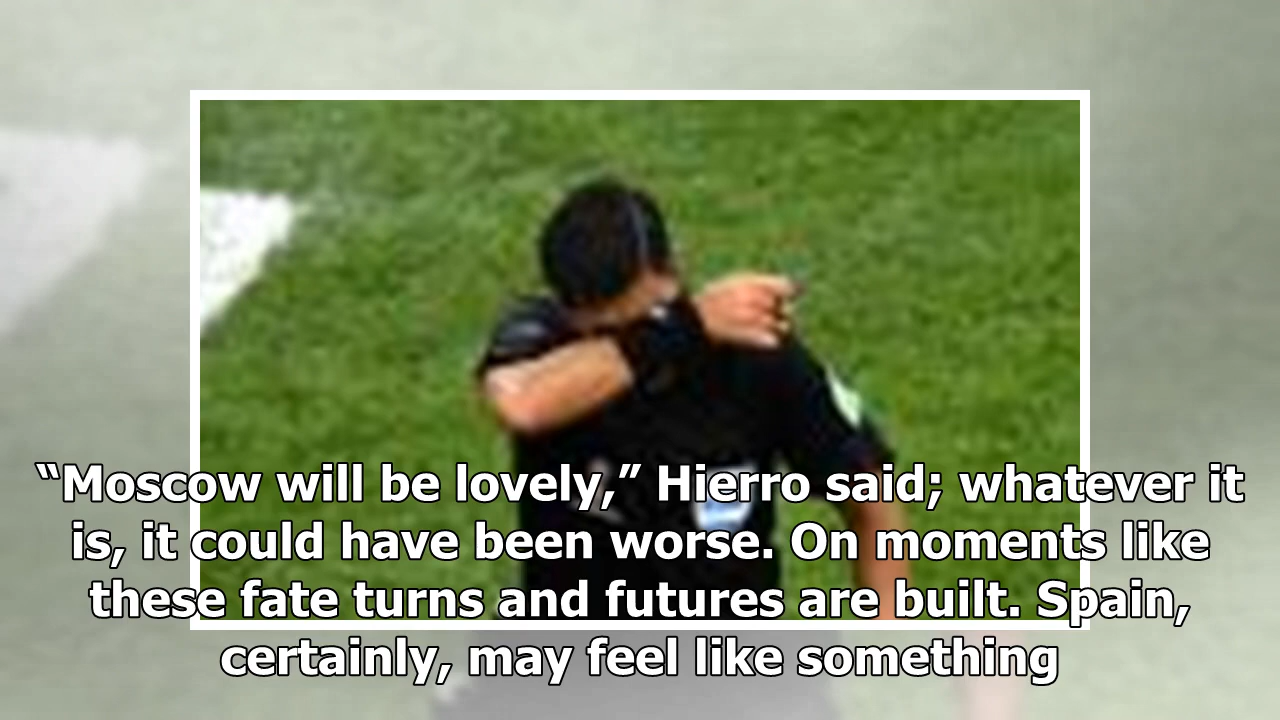 “Moscow will be lovely,” Hierro said; whatever it
is, it could have been worse. On moments like
these fate turns and futures are built. Spain,
certainly, may feel like something